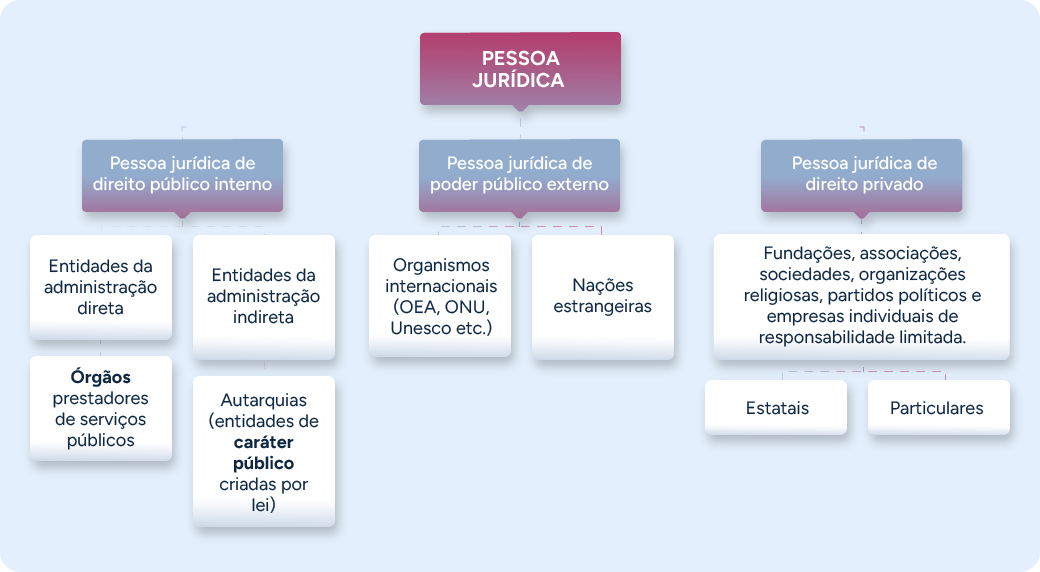 PESSOA
JURÍDICA
Pessoa jurídica de
direito público interno
Entidades da
administração
direta
Órgãos
prestadores
de serviços
públicos
Entidades da
administração
indireta
Autarquias
(entidades de
caráter
público
criadas por
lei)
Pessoa jurídica de
poder público externo
Organismos
internacionais
(OEA, ONU,
Unesco etc.)
Nações
estrangeiras
Pessoa jurídica de
direito privado
Fundações, associações,
sociedades, organizações
religiosas, partidos políticos e
empresas individuais de
responsabilidade limitada.
Estatais
Particulares